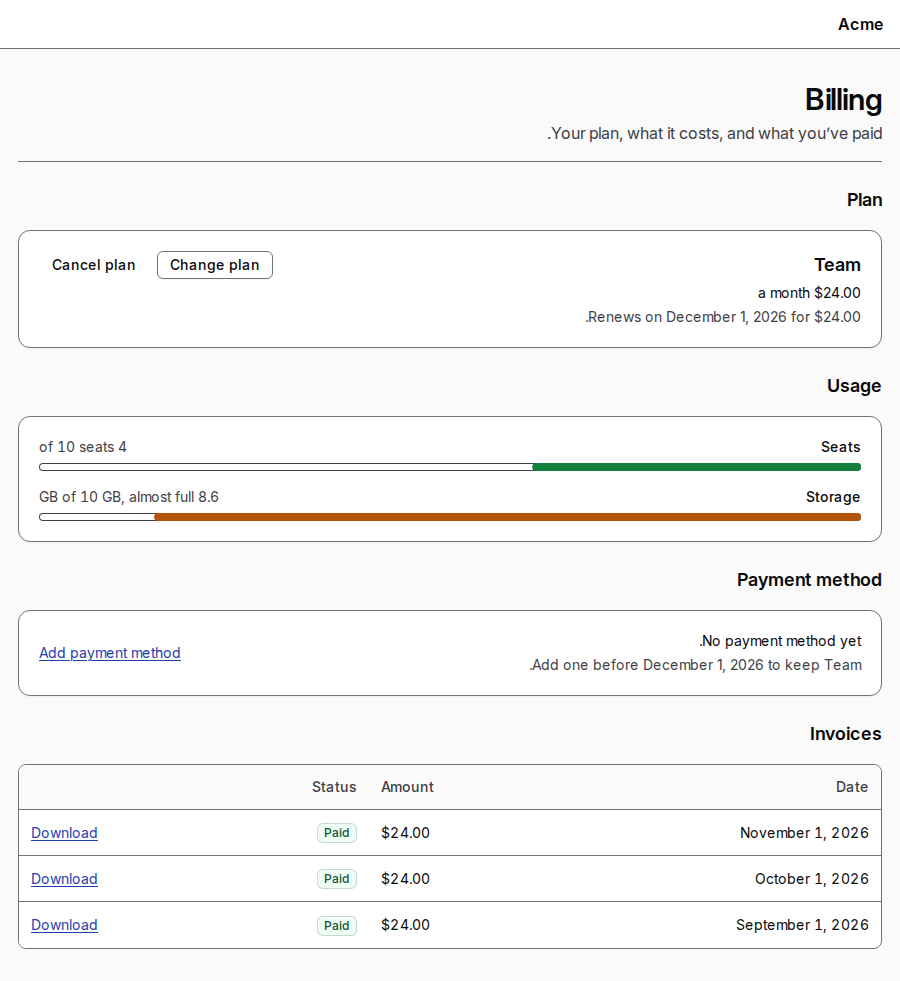 Acme
Billing
.Your plan, what it costs, and what you’ve paid
Plan
Team
a month $24.00
.Renews on December 1, 2026 for $24.00
Change plan
Cancel plan
Usage
Seats
of 10 seats 4
Storage
GB of 10 GB, almost full 8.6
Payment method
.No payment method yet
.Add one before December 1, 2026 to keep Team
Add payment method
Invoices
Date Amount Status
November 1, 2026 $24.00 Paid Download
October 1, 2026 $24.00 Paid Download
September 1, 2026 $24.00 Paid Download